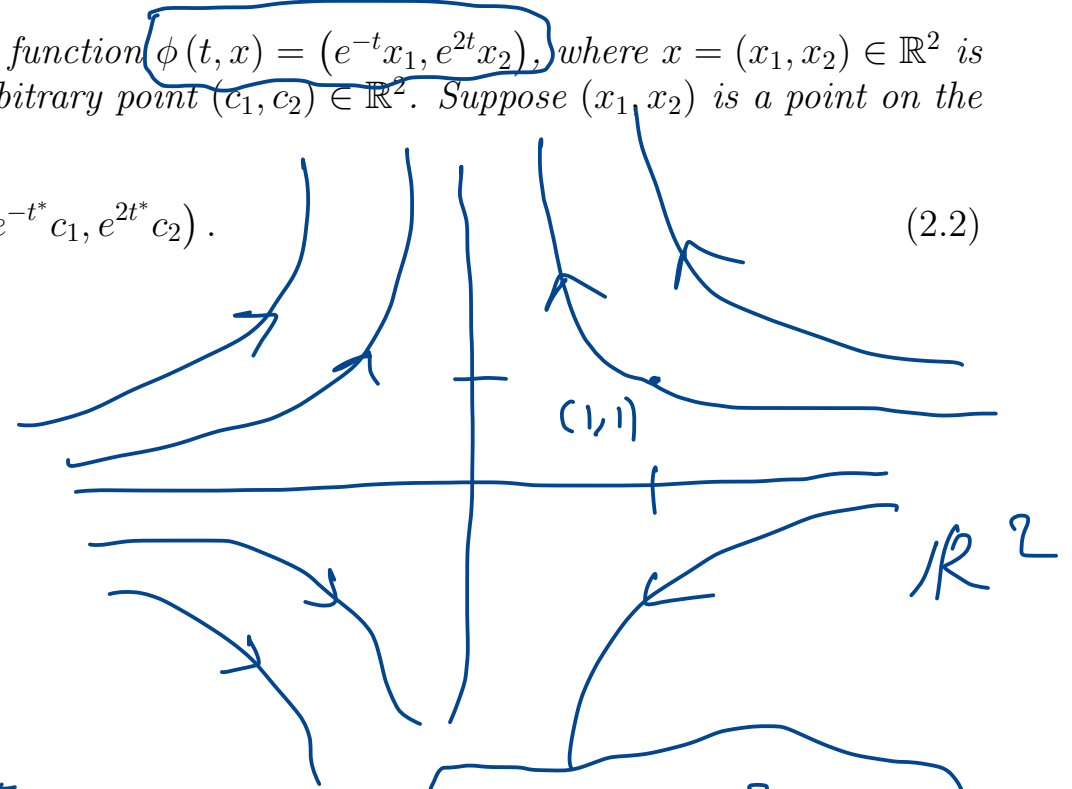 function ϕ (t, x) = (e^{-t}x_1, e^{2t}x_2), where x = (x_1, x_2) ∈ ℝ^2 is
bitrary point (c_1, c_2) ∈ ℝ^2. Suppose (x_1, x_2) is a point on the
e^{-t^*}c_1, e^{2t^*}c_2) . (2.2)
(1,1)
ℝ^2